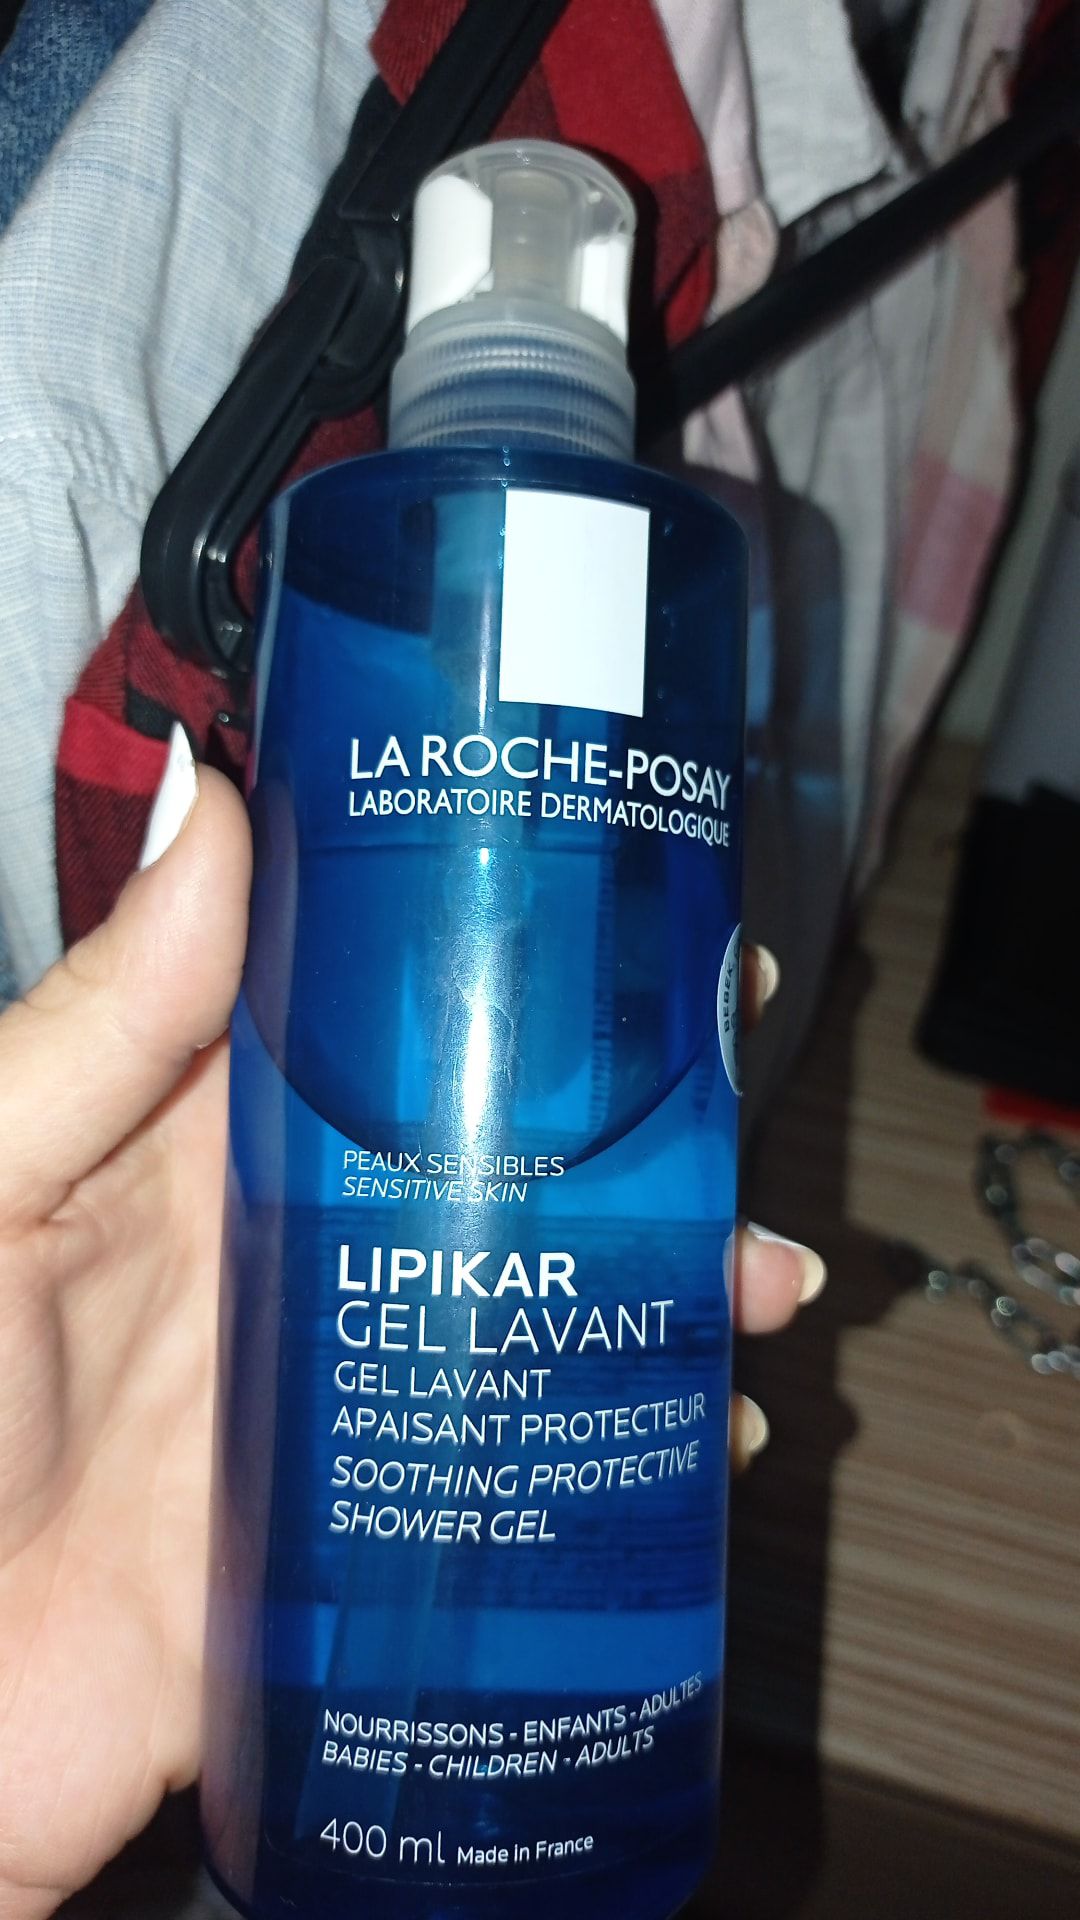 LA ROCHE-POSAY
LABORATOIRE DERMATOLOGIQUE
BEBEK
PEAUX SENSIBLES
SENSITIVE SKIN
LIPIKAR
GEL LAVANT
GEL LAVANT
APAISANT PROTECTEUR
SOOTHING PROTECTIVE
SHOWER GEL
NOURRISSONS - ENFANTS - ADULTES
BABIES - CHILDREN - ADULTS
400 ml Made in France